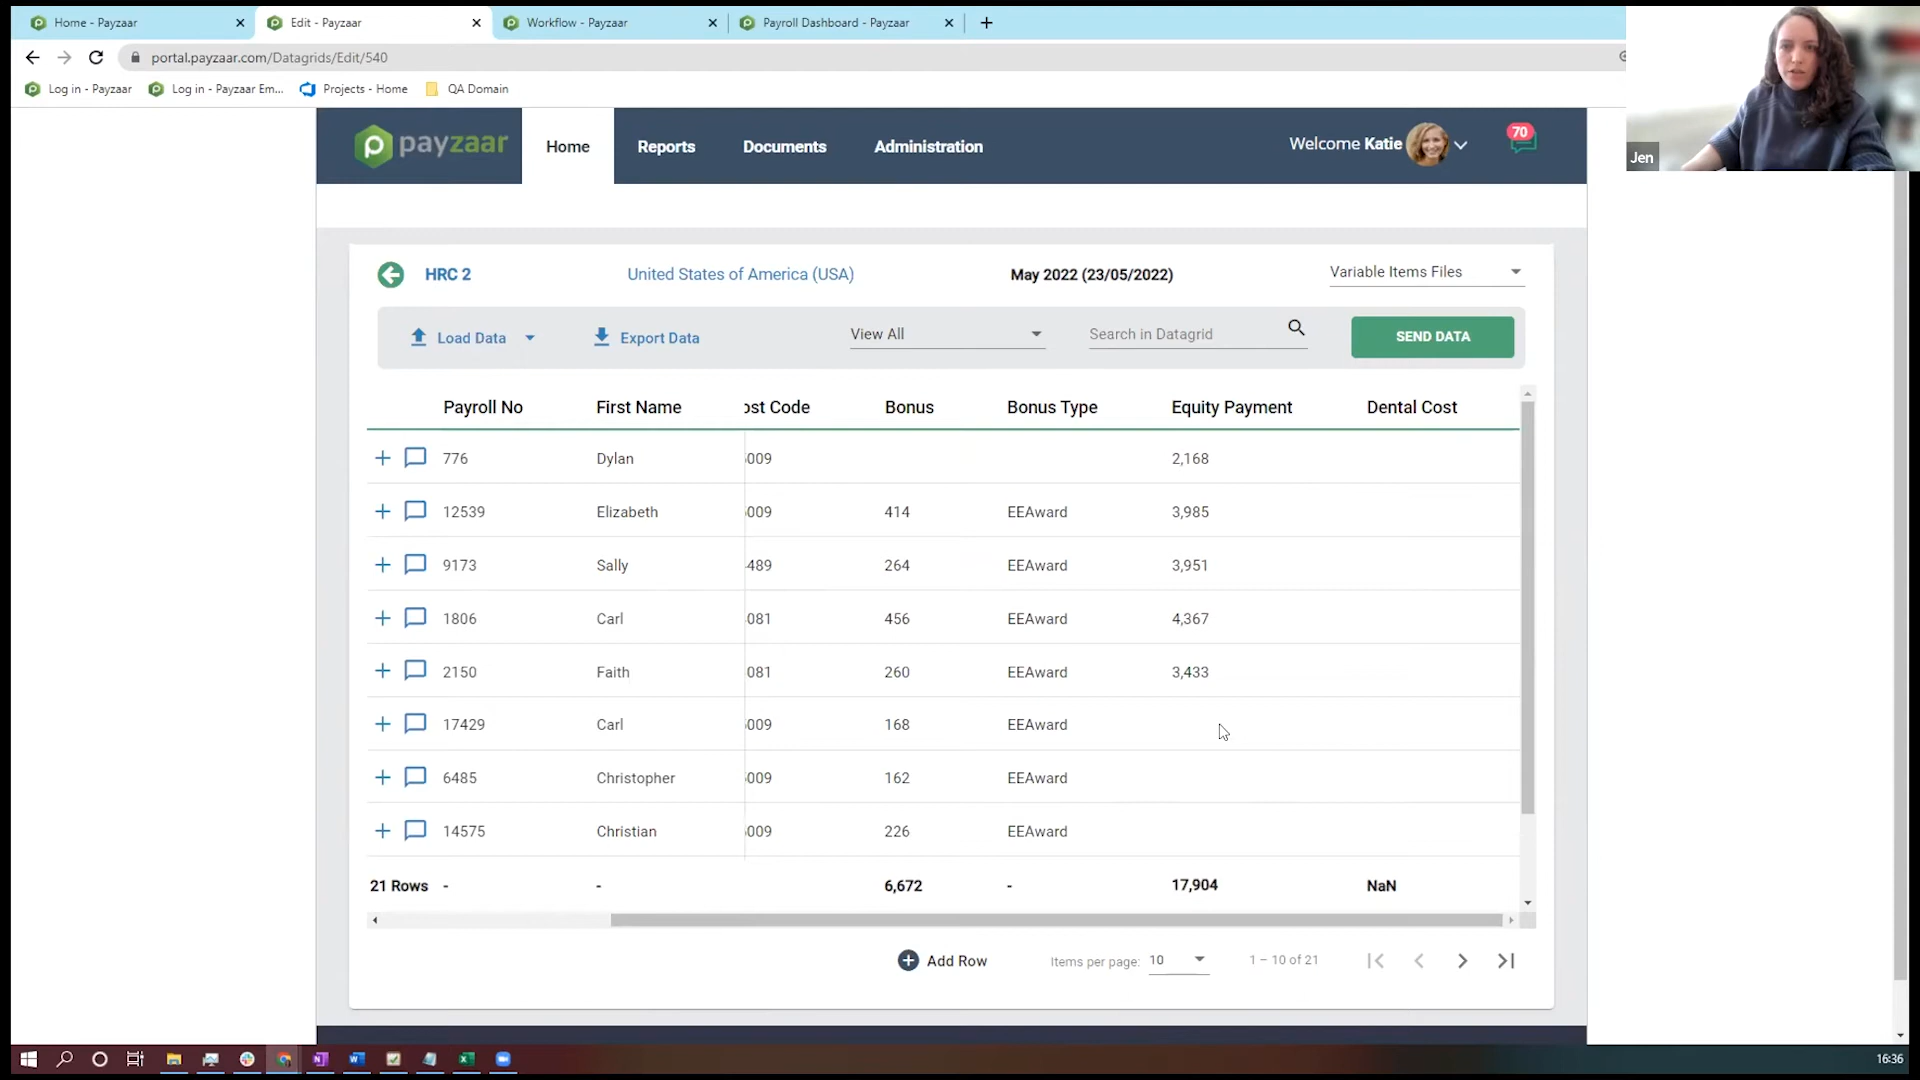 Home - Payzaar
Edit - Payzaar
Workflow - Payzaar
Payroll Dashboard - Payzaar
portal.payzaar.com/Datagrids/Edit/540
Log in - Payzaar
Log in - Payzaar Em...
Projects - Home
QA Domain
payzaar
Home
Reports
Documents
Administration
Welcome Katie
70
Jen
HRC 2
United States of America (USA)
May 2022 (23/05/2022)
Variable Items Files
Load Data
Export Data
View All
Search in Datagrid
SEND DATA
Payroll No First Name ost Code Bonus Bonus Type Equity Payment Dental Cost
776 Dylan 009 2,168
12539 Elizabeth 009 414 EEAward 3,985
9173 Sally 489 264 EEAward 3,951
1806 Carl 081 456 EEAward 4,367
2150 Faith 081 260 EEAward 3,433
17429 Carl 009 168 EEAward
6485 Christopher 009 162 EEAward
14575 Christian 009 226 EEAward
21 Rows - - 6,672 - 17,904 NaN
Add Row
Items per page: 10
1 – 10 of 21
16:36